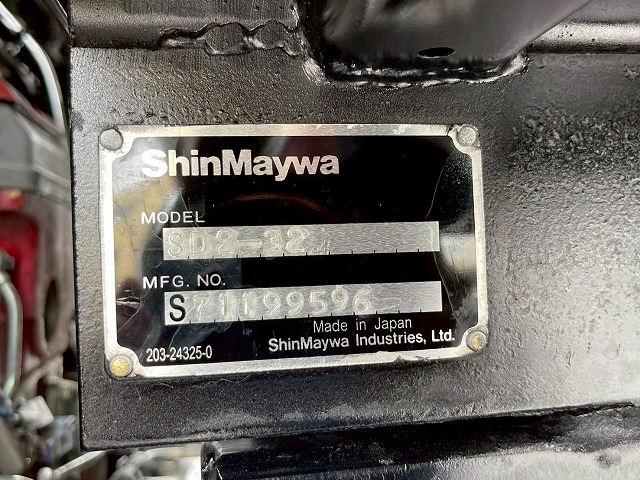 ShinMaywa
MODEL
SD2-32
MFG. NO.
S71199596
Made in Japan
203-24325-0
ShinMaywa Industries, Ltd.